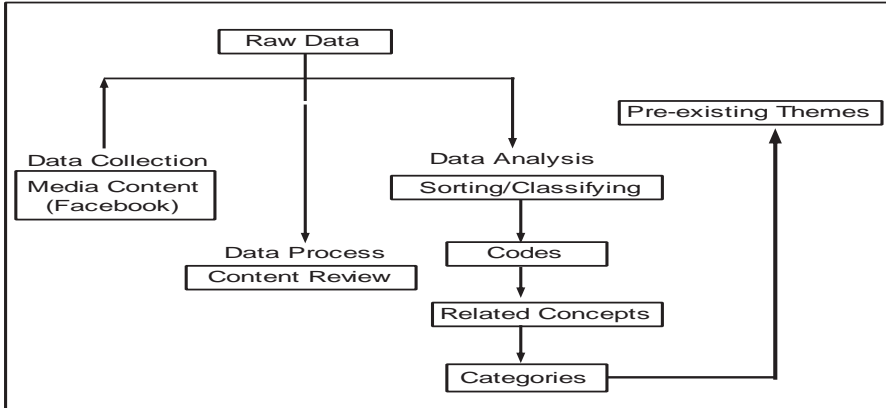 Raw Data
Pre-existing Themes
Data Collection
Media Content
(Facebook)
Data Analysis
Sorting/Classifying
Data Process
Content Review
Codes
Related Concepts
Categories